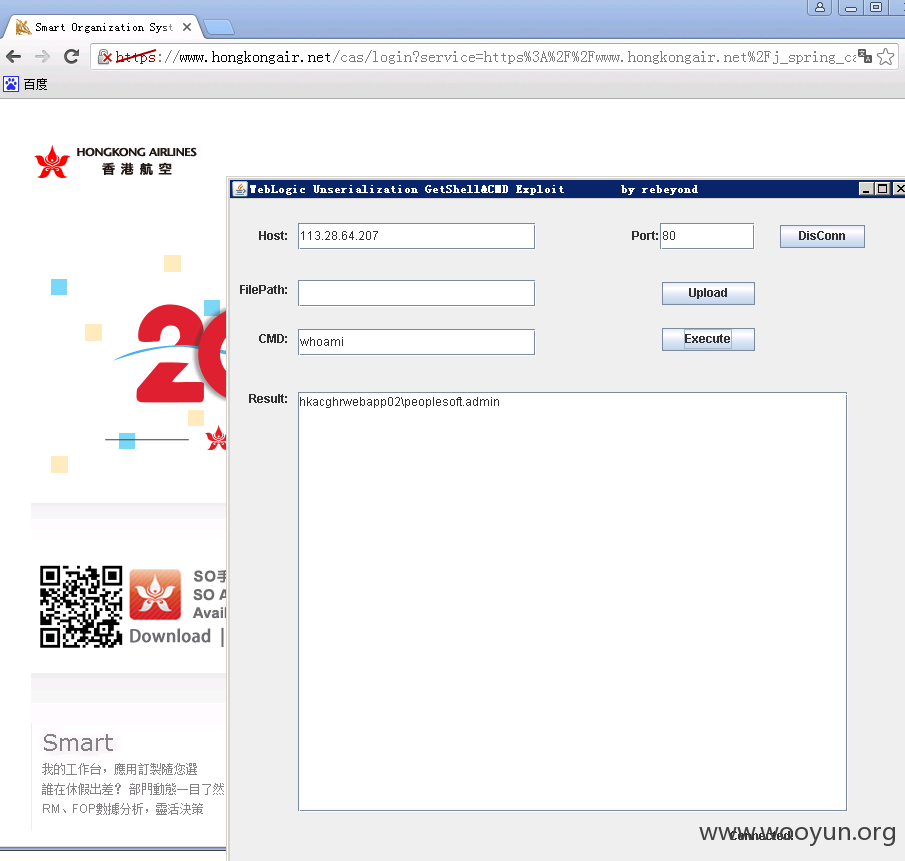 Smart Organization Syst
https://www.hongkongair.net/cas/login?service=https%3A%2F%2Fwww.hongkongair.net%2Fj_spring_ca
百度
HONGKONG AIRLINES
香港航空
WebLogic Unserialization GetShell&CMD Exploit by rebeyond
Host: 113.28.64.207 Port: 80 DisConn
FilePath: Upload
CMD: whoami Execute
Result: hkacghrwebapp02\peoplesoft.admin
20
SO手
SO A
Avail
Download |
Smart
我的工作台，應用訂製隨您選
誰在休假出差？部門動態一目了然
RM、FOP數據分析，靈活決策
Connected!
www.wooyun.org